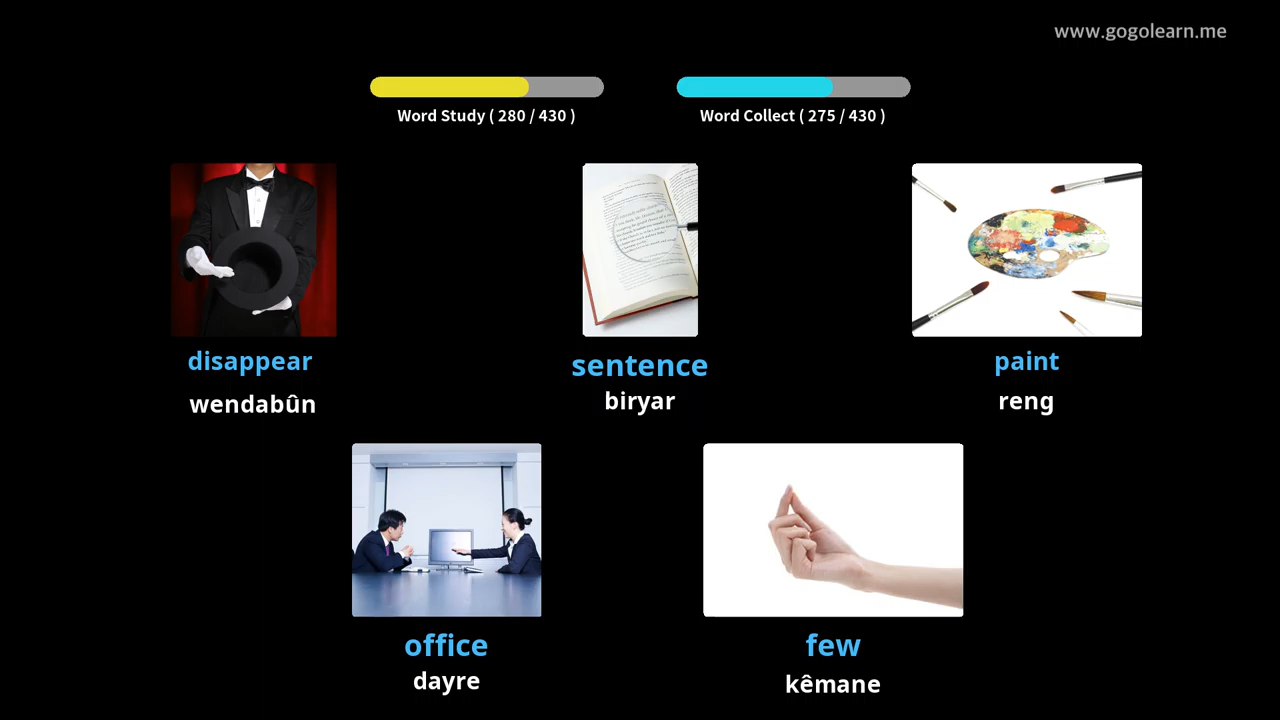 www.gogolearn.me
Word Study ( 280 / 430 )
Word Collect ( 275 / 430 )
disappear
wendabûn
sentence
biryar
paint
reng
office
dayre
few
kêmane